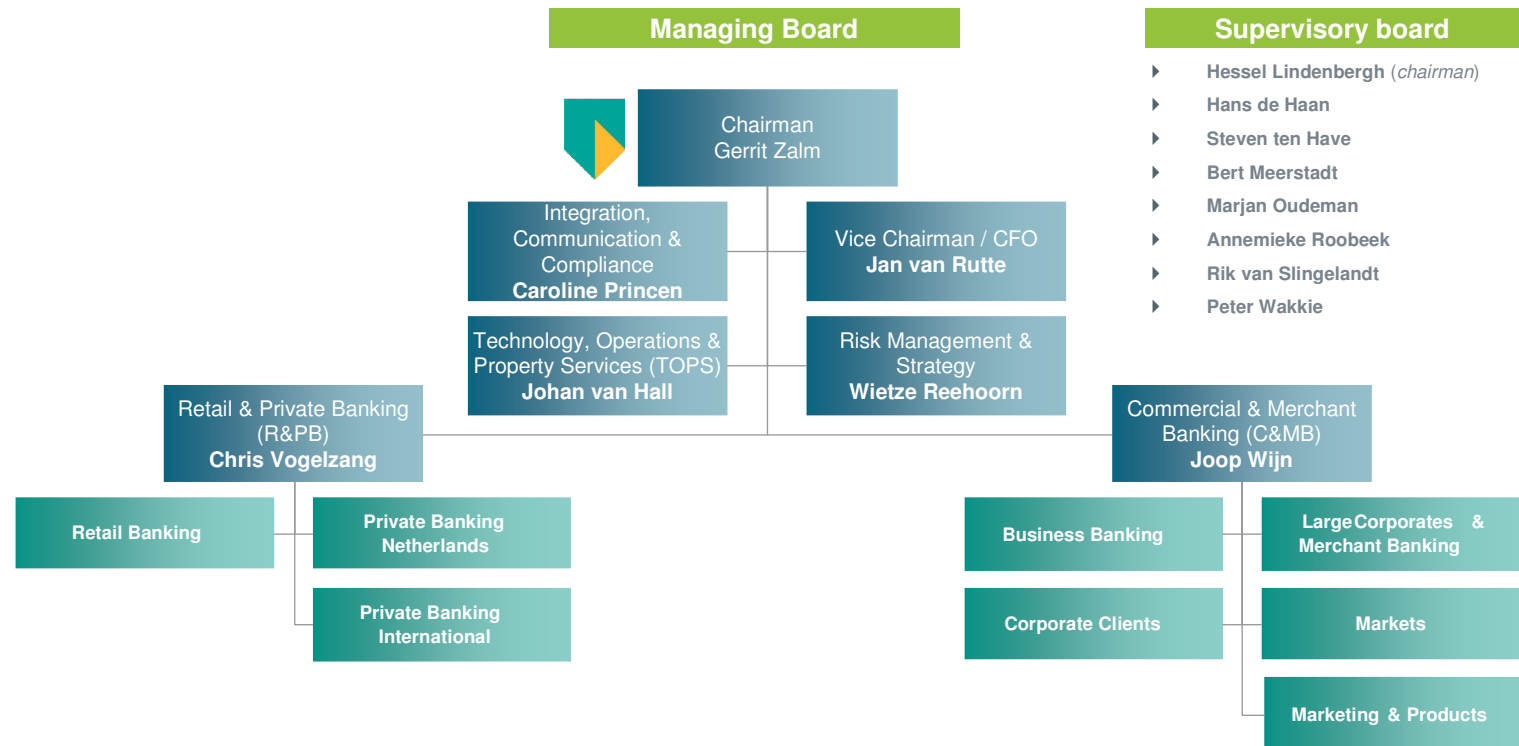 Managing Board
Supervisory board
Hessel Lindenbergh (chairman)
Hans de Haan
Steven ten Have
Bert Meerstadt
Marjan Oudeman
Annemieke Roobeek
Rik van Slingelandt
Peter Wakkie
Chairman
Gerrit Zalm
Integration,
Communication &
Compliance
Caroline Princen
Vice Chairman / CFO
Jan van Rutte
Technology, Operations &
Property Services (TOPS)
Johan van Hall
Risk Management &
Strategy
Wietze Reehoorn
Retail & Private Banking
(R&PB)
Chris Vogelzang
Commercial & Merchant
Banking (C&MB)
Joop Wijn
Retail Banking
Private Banking
Netherlands
Private Banking
International
Business Banking
Large Corporates &
Merchant Banking
Corporate Clients
Markets
Marketing & Products